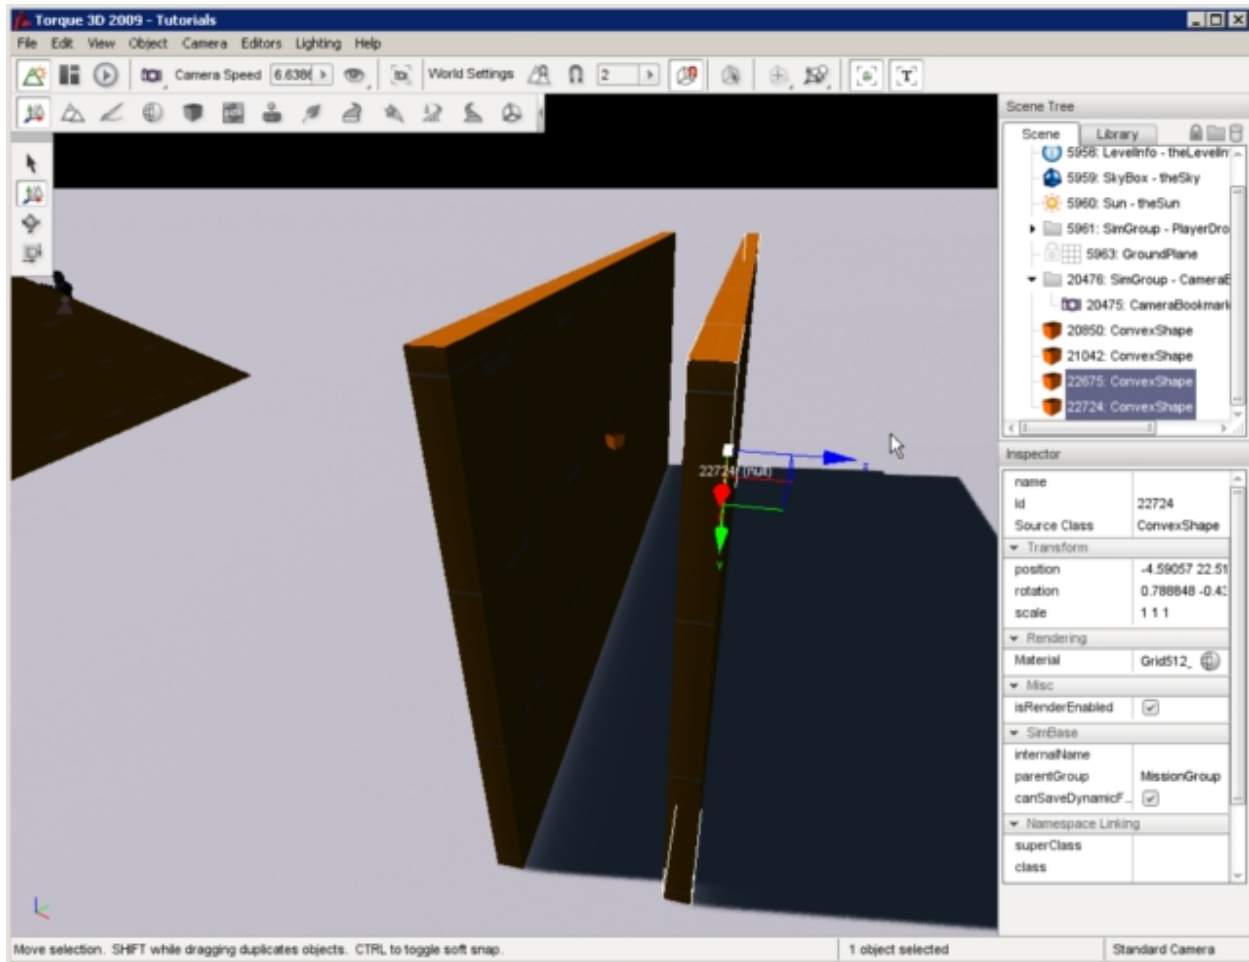 Torque 3D 2009 - Tutorials
File Edit View Object Camera Editors Lighting Help
Camera Speed 6.6386 World Settings 2
Scene Tree
Scene Library
5958: LevelInfo - theLevelIn
5959: SkyBox - theSky
5960: Sun - theSun
5961: SimGroup - PlayerDro
5963: GroundPlane
20476: SimGroup - CameraB
20475: CameraBookmark
20850: ConvexShape
21042: ConvexShape
22675: ConvexShape
22724: ConvexShape
22724: (null)
z
Y
Inspector
name
Id 22724
Source Class ConvexShape
Transform
position -4.59057 22.51
rotation 0.788848 -0.43
scale 1 1 1
Rendering
Material Grid512_
Misc
isRenderEnabled
SimBase
internalName
parentGroup MissionGroup
canSaveDynamicF...
Namespace Linking
superClass
class
Move selection. SHIFT while dragging duplicates objects. CTRL to toggle soft snap. 1 object selected Standard Camera